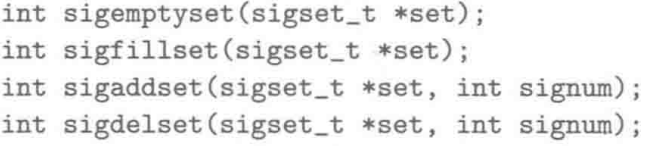 int sigemptyset(sigset_t *set);
int sigfillset(sigset_t *set);
int sigaddset(sigset_t *set, int signum);
int sigdelset(sigset_t *set, int signum);